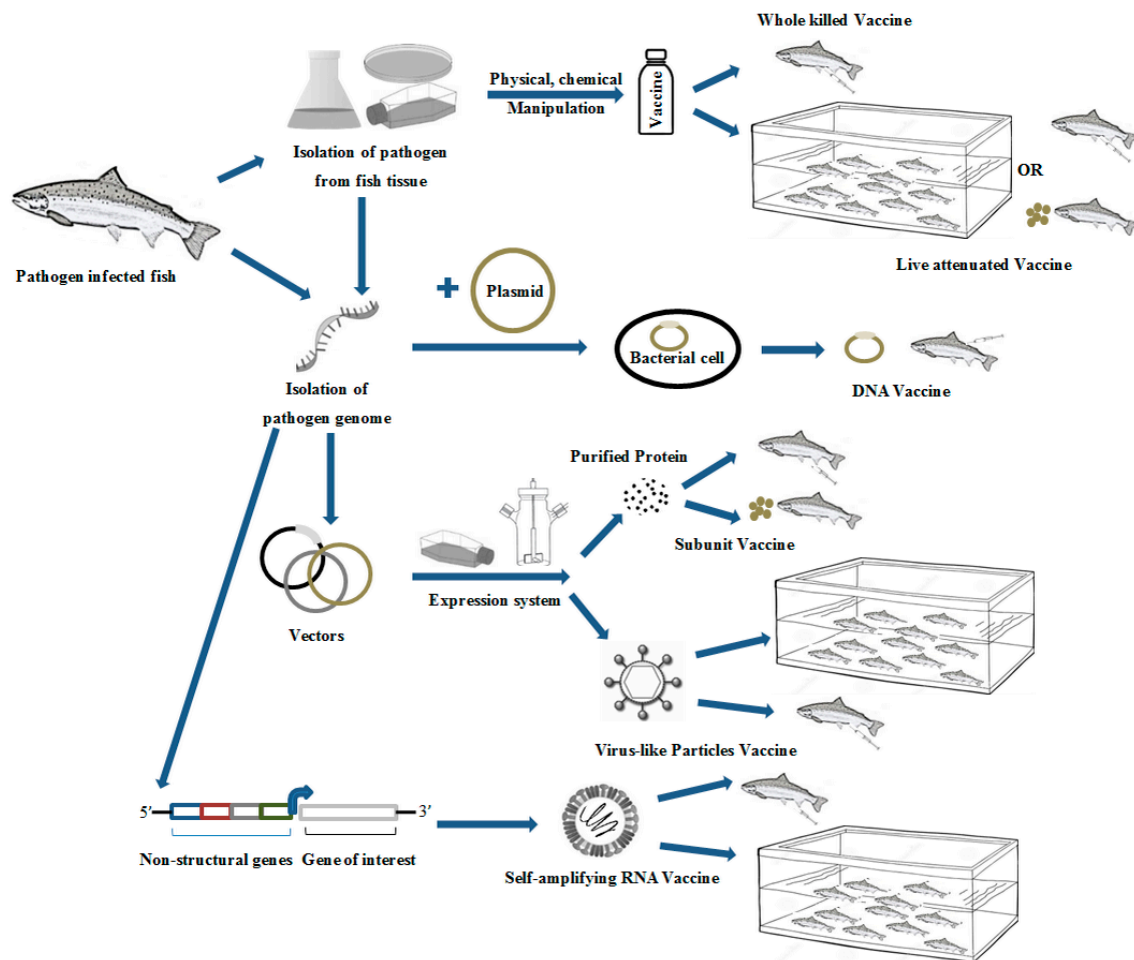 Whole killed Vaccine
Physical, chemical
Manipulation
Vaccine
Isolation of pathogen
from fish tissue
OR
Pathogen infected fish
Live attenuated Vaccine
Plasmid
Bacterial cell
Isolation of
pathogen genome
DNA Vaccine
Purified Protein
Subunit Vaccine
Expression system
Vectors
Virus-like Particles Vaccine
5'
3'
Non-structural genes
Gene of interest
Self-amplifying RNA Vaccine